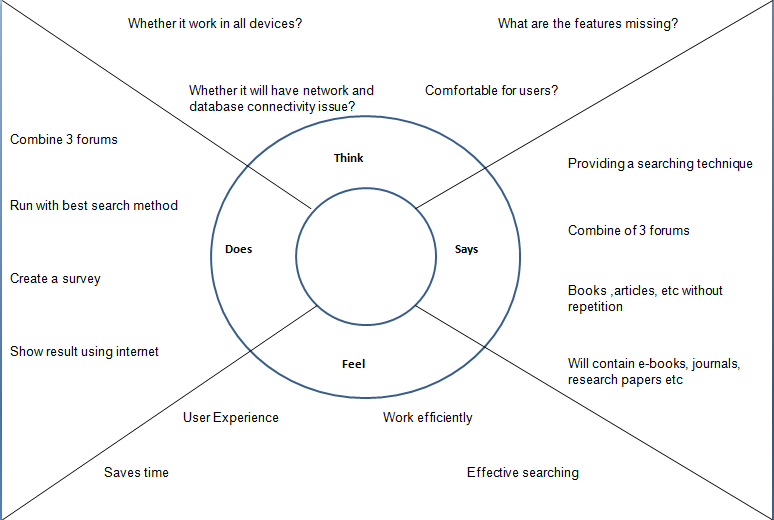 Whether it work in all devices?
What are the features missing?
Whether it will have network and
database connectivity issue?
Comfortable for users?
Think
Combine 3 forums
Run with best search method
Create a survey
Show result using internet
Does
Says
Providing a searching technique
Combine of 3 forums
Books ,articles, etc without
repetition
Will contain e-books, journals,
research papers etc
Feel
User Experience
Work efficiently
Saves time
Effective searching